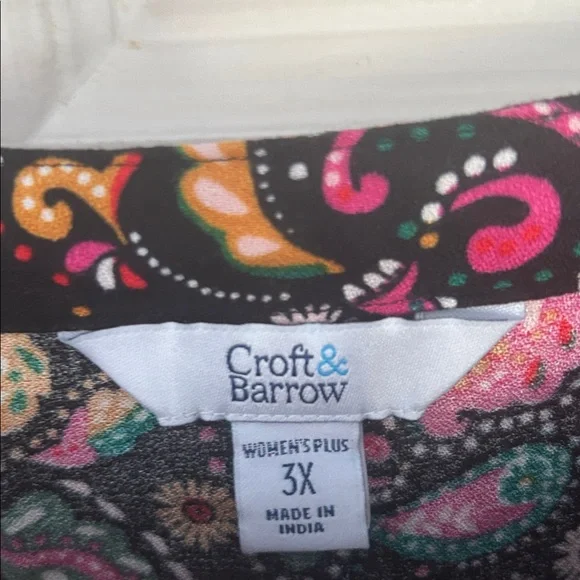 Croft&
Barrow
WOMEN'S PLUS
3X
MADE IN
INDIA